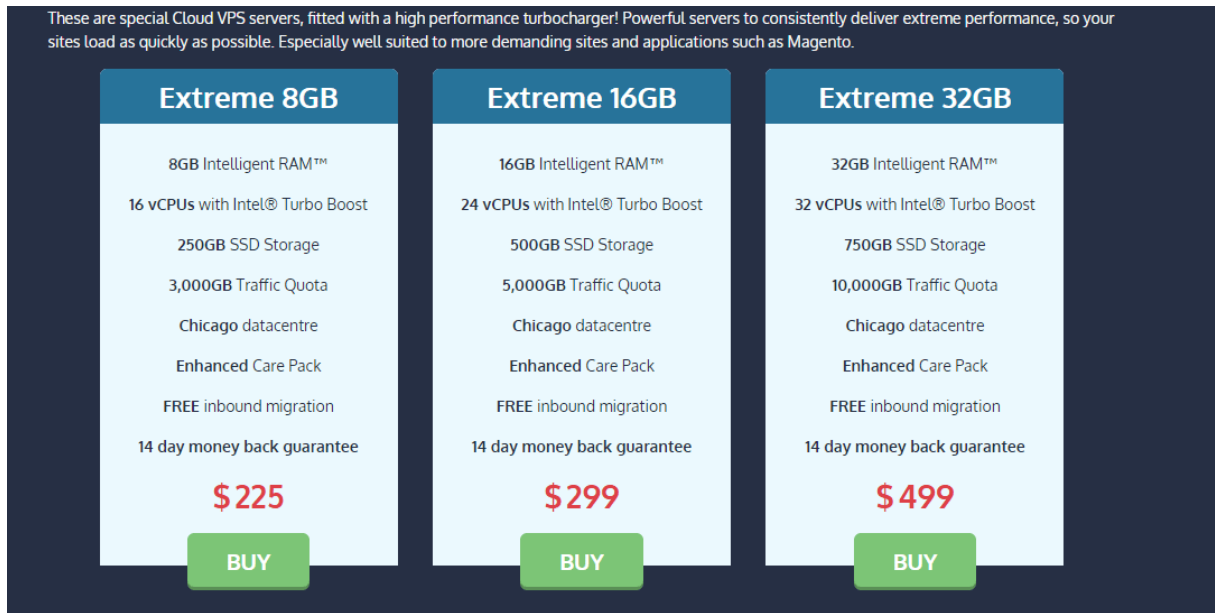 These are special Cloud VPS servers, fitted with a high performance turbocharger! Powerful servers to consistently deliver extreme performance, so your
sites load as quickly as possible. Especially well suited to more demanding sites and applications such as Magento.
Extreme 8GB
8GB Intelligent RAM™
16 vCPUs with Intel® Turbo Boost
250GB SSD Storage
3,000GB Traffic Quota
Chicago datacentre
Enhanced Care Pack
FREE inbound migration
14 day money back guarantee
$225
BUY
Extreme 16GB
16GB Intelligent RAM™
24 vCPUs with Intel® Turbo Boost
500GB SSD Storage
5,000GB Traffic Quota
Chicago datacentre
Enhanced Care Pack
FREE inbound migration
14 day money back guarantee
$299
BUY
Extreme 32GB
32GB Intelligent RAM™
32 vCPUs with Intel® Turbo Boost
750GB SSD Storage
10,000GB Traffic Quota
Chicago datacentre
Enhanced Care Pack
FREE inbound migration
14 day money back guarantee
$499
BUY